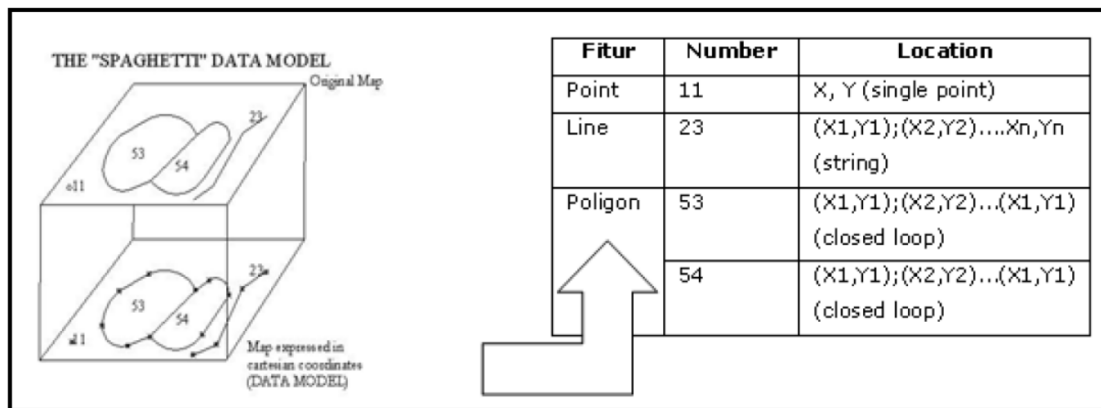 THE "SPAGHETTI" DATA MODEL
Original Map
23
53
54
11
23
53
54
11
Map expressed in
cartesian coordinates
(DATA MODEL)
Fitur Number Location
Point 11 X, Y (single point)
Line 23 (X1,Y1);(X2,Y2)....Xn,Yn
(string)
Poligon 53 (X1,Y1);(X2,Y2)...(X1,Y1)
(closed loop)
54 (X1,Y1);(X2,Y2)...(X1,Y1)
(closed loop)